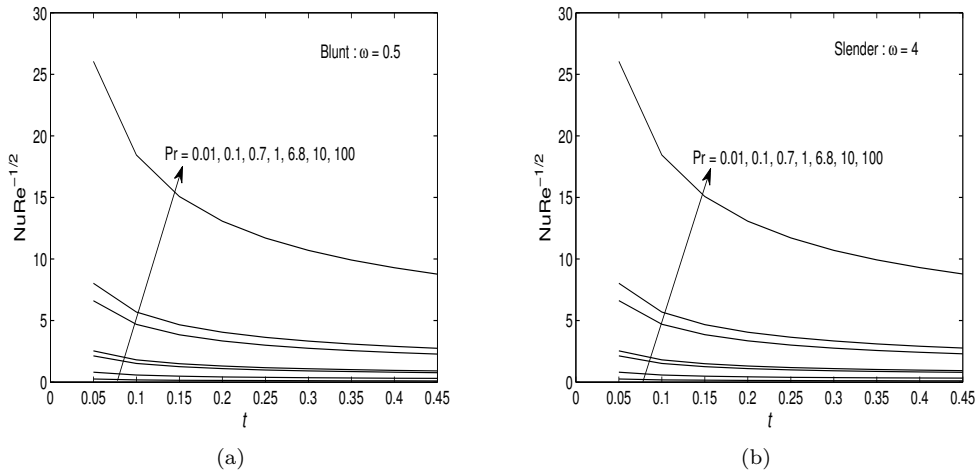 30
25
20
15
10
5
0
NuRe^{-1/2}
Blunt : ω = 0.5
Pr = 0.01, 0.1, 0.7, 1, 6.8, 10, 100
0 0.05 0.1 0.15 0.2 0.25 0.3 0.35 0.4 0.45
t
(a)
30
25
20
15
10
5
0
NuRe^{-1/2}
Slender : ω = 4
Pr = 0.01, 0.1, 0.7, 1, 6.8, 10, 100
0 0.05 0.1 0.15 0.2 0.25 0.3 0.35 0.4 0.45
t
(b)